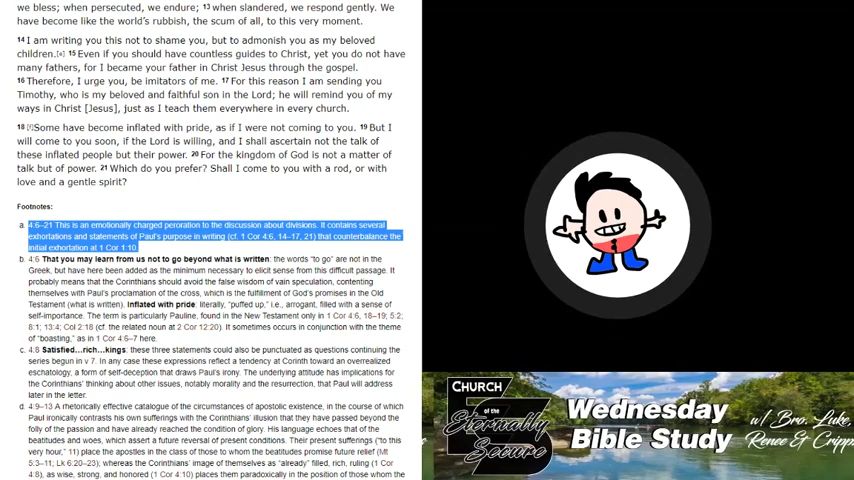 we bless; when persecuted, we endure; 13 when slandered, we respond gently. We
have become like the world's rubbish, the scum of all, to this very moment.
14 I am writing you this not to shame you, but to admonish you as my beloved
children.[e] 15 Even if you should have countless guides to Christ, yet you do not have
many fathers, for I became your father in Christ Jesus through the gospel.
16 Therefore, I urge you, be imitators of me. 17 For this reason I am sending you
Timothy, who is my beloved and faithful son in the Lord; he will remind you of my
ways in Christ [Jesus], just as I teach them everywhere in every church.
18 [f]Some have become inflated with pride, as if I were not coming to you. 19 But I
will come to you soon, if the Lord is willing, and I shall ascertain not the talk of
these inflated people but their power. 20 For the kingdom of God is not a matter of
talk but of power. 21 Which do you prefer? Shall I come to you with a rod, or with
love and a gentle spirit?
Footnotes:
a. 4:6–21 This is an emotionally charged peroration to the discussion about divisions. It contains several
exhortations and statements of Paul's purpose in writing (cf. 1 Cor 4:6, 14–17, 21) that counterbalance the
initial exhortation at 1 Cor 1:10.
b. 4:6 That you may learn from us not to go beyond what is written: the words "to go" are not in the
Greek, but have here been added as the minimum necessary to elicit sense from this difficult passage. It
probably means that the Corinthians should avoid the false wisdom of vain speculation, contenting
themselves with Paul's proclamation of the cross, which is the fulfillment of God's promises in the Old
Testament (what is written). Inflated with pride: literally, "puffed up," i.e., arrogant, filled with a sense of
self-importance. The term is particularly Pauline, found in the New Testament only in 1 Cor 4:6, 18–19; 5:2;
8:1; 13:4; Col 2:18 (cf. the related noun at 2 Cor 12:20). It sometimes occurs in conjunction with the theme
of "boasting," as in 1 Cor 4:6–7 here.
c. 4:8 Satisfied...rich...kings: these three statements could also be punctuated as questions continuing the
series begun in v 7. In any case these expressions reflect a tendency at Corinth toward an overrealized
eschatology, a form of self-deception that draws Paul's irony. The underlying attitude has implications for
the Corinthians' thinking about other issues, notably morality and the resurrection, that Paul will address
later in the letter.
d. 4:9–13 A rhetorically effective catalogue of the circumstances of apostolic existence, in the course of which
Paul ironically contrasts his own sufferings with the Corinthians' illusion that they have passed beyond the
folly of the passion and have already reached the condition of glory. His language echoes that of the
beatitudes and woes, which assert a future reversal of present conditions. Their present sufferings ("to this
very hour," 11) place the apostles in the class of those to whom the beatitudes promise future relief (Mt
5:3–11; Lk 6:20–23); whereas the Corinthians' image of themselves as "already" filled, rich, ruling (1 Cor
4:8), as wise, strong, and honored (1 Cor 4:10) places them paradoxically in the position of those whom the
CHURCH
of the
Eternally
Secure
Wednesday
Bible Study
w/ Bro. Luke,
Renee & Cripp